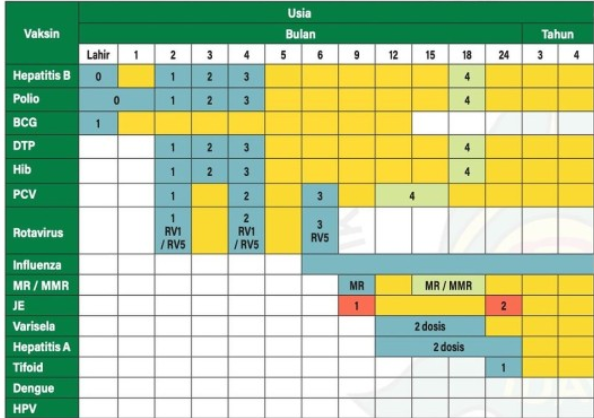 Vaksin Usia
Bulan Tahun
Lahir 1 2 3 4 5 6 9 12 15 18 24 3 4
Hepatitis B 0 1 2 3 4
Polio 0 1 2 3 4
BCG 1
DTP 1 2 3 4
Hib 1 2 3 4
PCV 1 2 3 4
Rotavirus 1 2 3
RV1 RV1 RV5
/ RV5 / RV5
Influenza
MR / MMR MR MR / MMR
JE 1 2
Varisela 2 dosis
Hepatitis A 2 dosis
Tifoid 1
Dengue
HPV